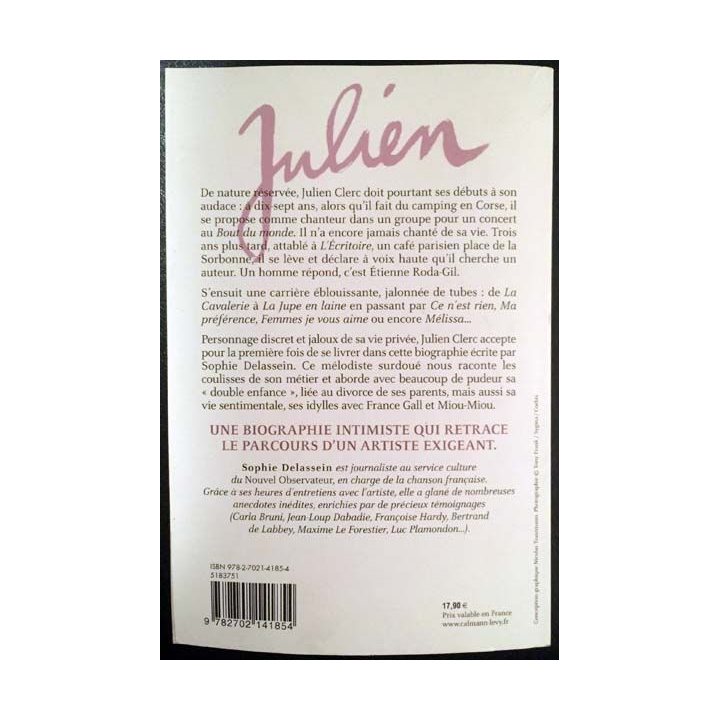 Julien
De nature réservée, Julien Clerc doit pourtant ses débuts à son
audace : à dix-sept ans, alors qu'il fait du camping en Corse, il
se propose comme chanteur dans un groupe pour un concert
au Bout du monde. Il n'a encore jamais chanté de sa vie. Trois
ans plus tard, attablé à L'Écritoire, un café parisien place de la
Sorbonne, il se lève et déclare à voix haute qu'il cherche un
auteur. Un homme répond, c'est Étienne Roda-Gil.
S'ensuit une carrière éblouissante, jalonnée de tubes : de La
Cavalerie à La Jupe en laine en passant par Ce n'est rien, Ma
préférence, Femmes je vous aime ou encore Mélissa...
Personnage discret et jaloux de sa vie privée, Julien Clerc accepte
pour la première fois de se livrer dans cette biographie écrite par
Sophie Delassein. Ce mélodiste surdoué nous raconte les
coulisses de son métier et aborde avec beaucoup de pudeur sa
« double enfance », liée au divorce de ses parents, mais aussi sa
vie sentimentale, ses idylles avec France Gall et Miou-Miou.
UNE BIOGRAPHIE INTIMISTE QUI RETRACE
LE PARCOURS D'UN ARTISTE EXIGEANT.
Sophie Delassein est journaliste au service culture
du Nouvel Observateur, en charge de la chanson française.
Grâce à ses heures d'entretiens avec l'artiste, elle a glané de nombreuses
anecdotes inédites, enrichies par de précieux témoignages
(Carla Bruni, Jean-Loup Dabadie, Françoise Hardy, Bertrand
de Labbey, Maxime Le Forestier, Luc Plamondon...).
ISBN 978-2-7021-4185-4
5183751
9 782702 141854
17,90 €
Prix valable en France
www.calmann-levy.fr
Conception graphique Nicolas Trautmann Photographie © Tony Frank / Sygma / Corbis